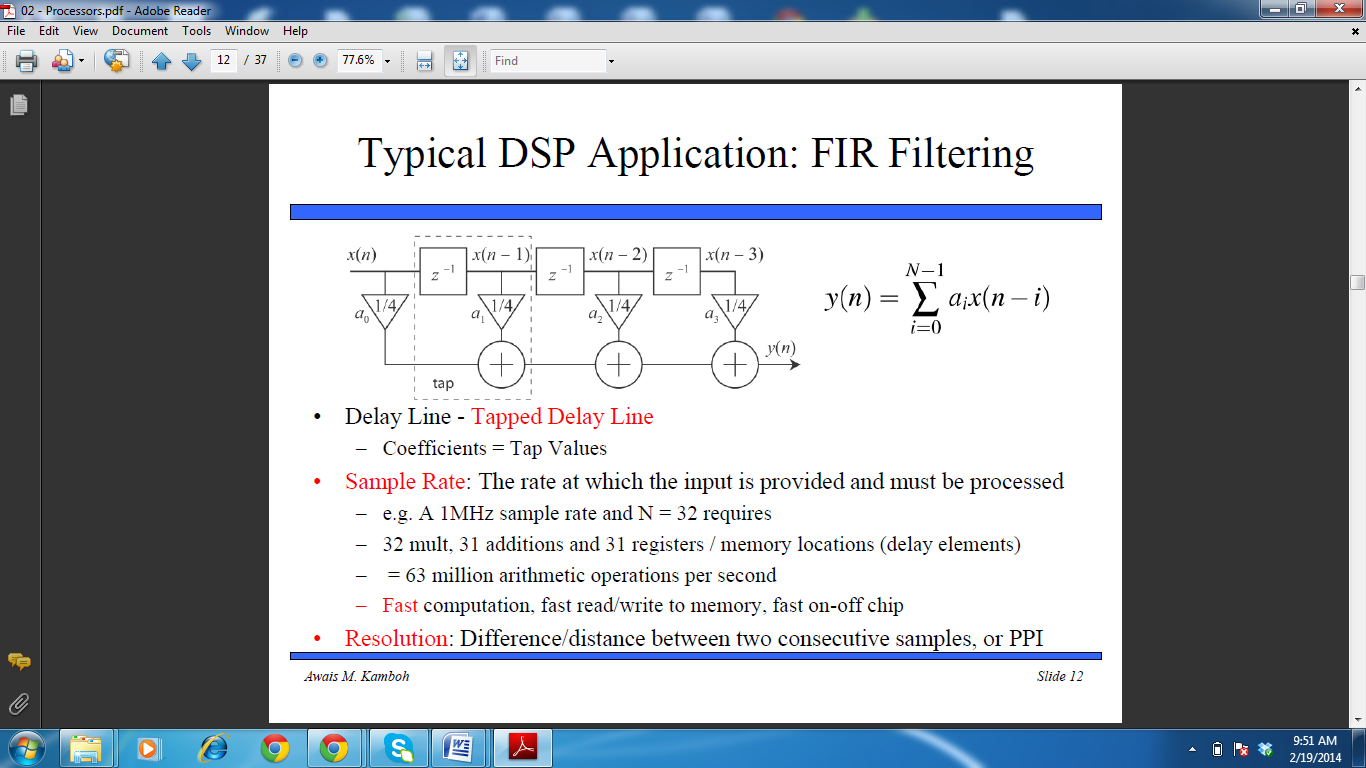 02 - Processors.pdf - Adobe Reader
File Edit View Document Tools Window Help
12 / 37 77.6% Find
Typical DSP Application: FIR Filtering
x(n) x(n – 1) x(n – 2) x(n – 3)
z⁻¹ z⁻¹ z⁻¹
1/4 1/4 1/4 1/4
a₀ a₁ a₂ a₃
+ + + y(n)
tap
N−1
y(n) = ∑ aᵢx(n − i)
i=0
• Delay Line - Tapped Delay Line
– Coefficients = Tap Values
• Sample Rate: The rate at which the input is provided and must be processed
– e.g. A 1MHz sample rate and N = 32 requires
– 32 mult, 31 additions and 31 registers / memory locations (delay elements)
– = 63 million arithmetic operations per second
– Fast computation, fast read/write to memory, fast on-off chip
• Resolution: Difference/distance between two consecutive samples, or PPI
Awais M. Kamboh Slide 12
9:51 AM
2/19/2014